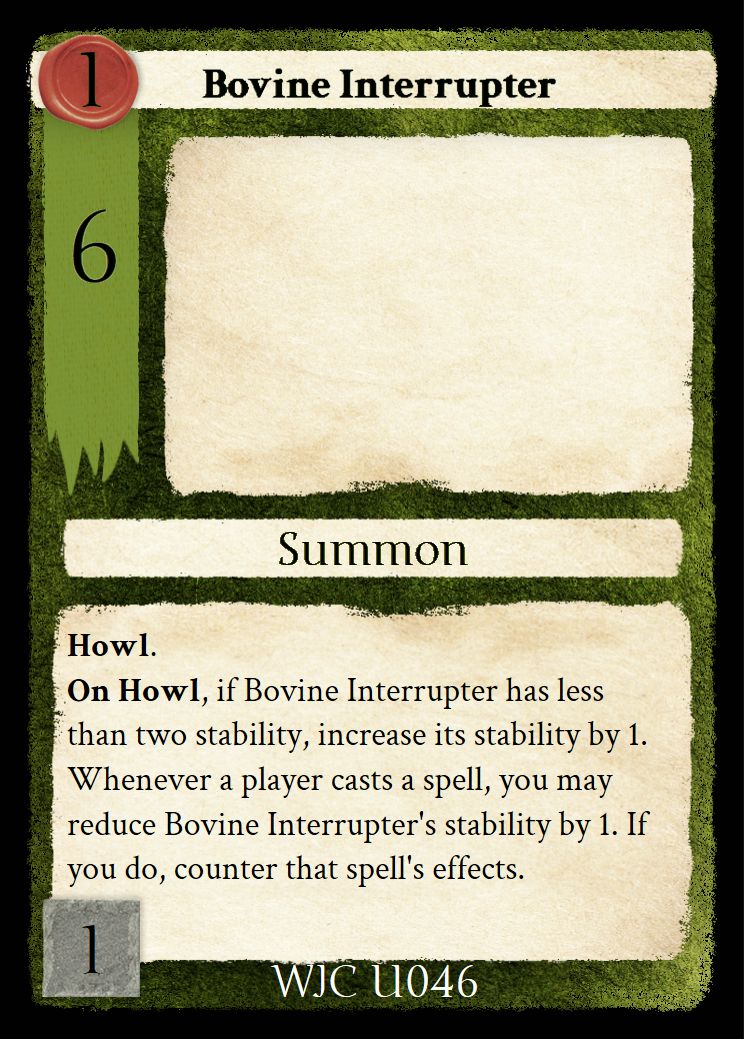 1
Bovine Interrupter
6
Summon
Howl.
On Howl, if Bovine Interrupter has less
than two stability, increase its stability by 1.
Whenever a player casts a spell, you may
reduce Bovine Interrupter's stability by 1. If
you do, counter that spell's effects.
1
WJC U046